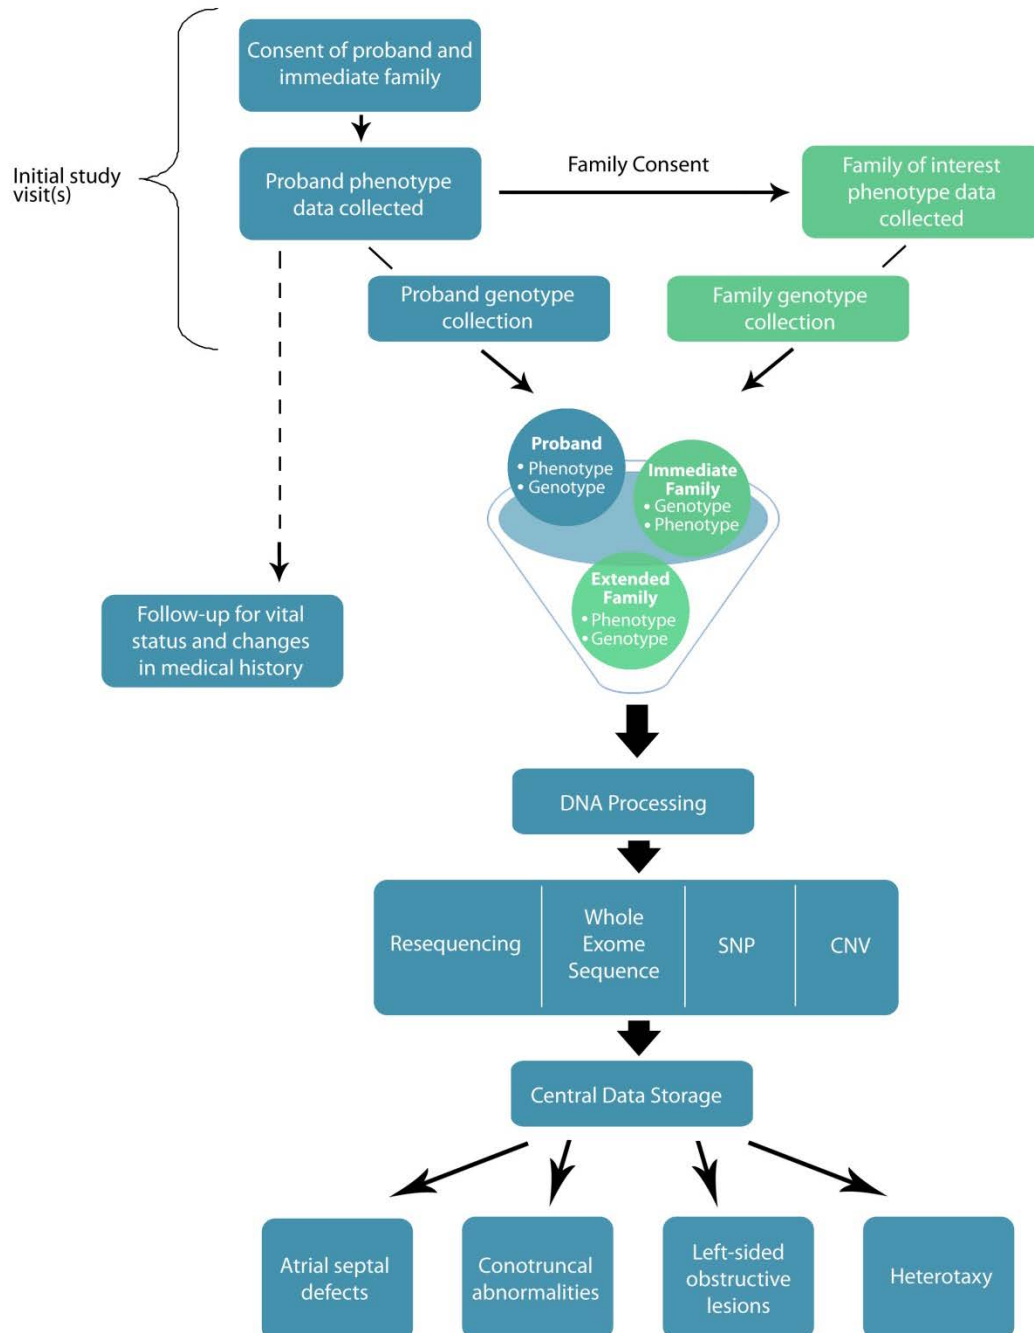 Consent of proband and
immediate family
Initial study
visit(s)
Proband phenotype
data collected
Family Consent
Family of interest
phenotype data
collected
Proband genotype
collection
Family genotype
collection
Proband
• Phenotype
• Genotype
Immediate
Family
• Genotype
• Phenotype
Extended
Family
• Phenotype
• Genotype
Follow-up for vital
status and changes
in medical history
DNA Processing
Resequencing
Whole
Exome
Sequence
SNP
CNV
Central Data Storage
Atrial septal
defects
Conotruncal
abnormalities
Left-sided
obstructive
lesions
Heterotaxy